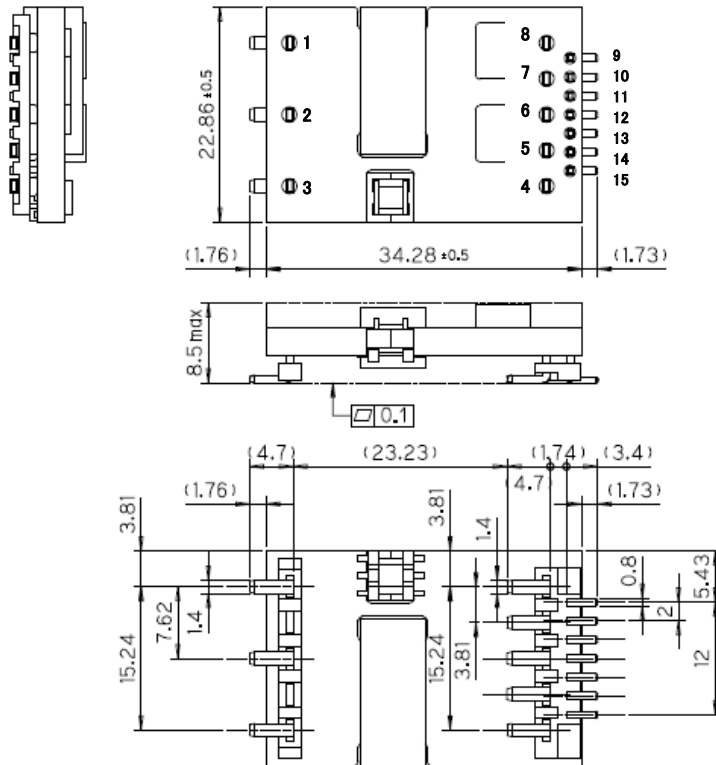 1 8 9
7 10
11
2 6 12
13
5 14
3 4 15
22.86 ±0.5
(1.76) 34.28 ±0.5 (1.73)
8.5 max
0.1
(4.7) (23.23) (1.74) (3.4)
(4.7)
(1.76) (1.73)
3.81 3.81
1.4 0.8 5.43
2
7.62 1.4
15.24 15.24 3.81 12